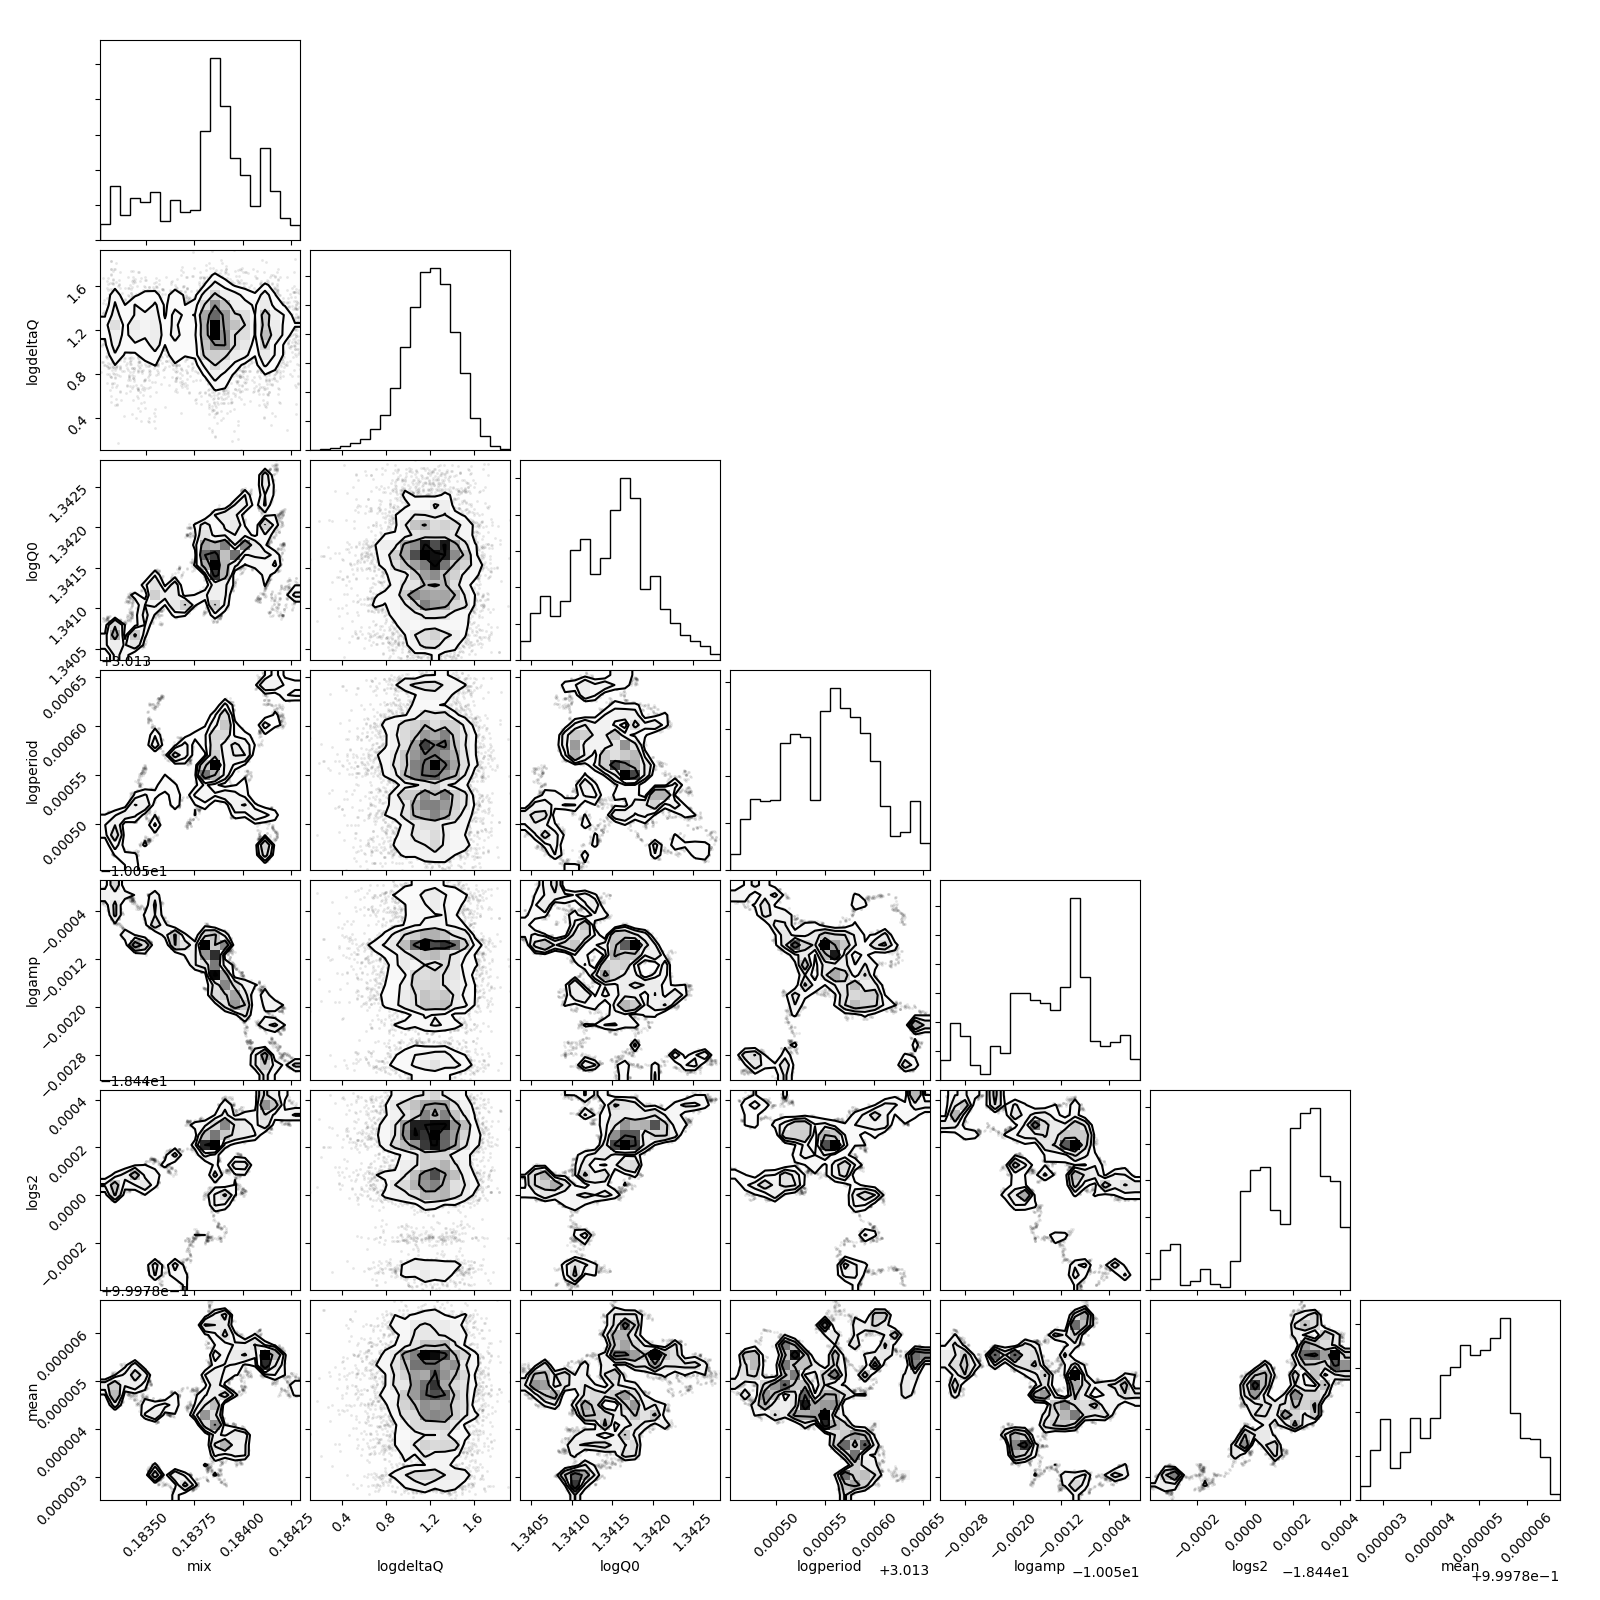 logdeltaQ
1.6
1.2
0.8
0.4
logQ0
1.3425
1.3420
1.3415
1.3410
1.3405
+3.013
logperiod
0.00065
0.00060
0.00055
0.00050
−1.005e1
logamp
−0.0004
−0.0012
−0.0020
−0.0028
−1.844e1
logs2
0.0004
0.0002
0.0000
−0.0002
+9.9978e−1
mean
0.000006
0.000005
0.000004
0.000003
0.18350 0.18375 0.18400 0.18425 0.4 0.8 1.2 1.6 1.3405 1.3410 1.3415 1.3420 1.3425 0.00050 0.00055 0.00060 0.00065 −0.0028 −0.0020 −0.0012 −0.0004 −0.0002 0.0000 0.0002 0.0004 0.000003 0.000004 0.000005 0.000006
mix logdeltaQ logQ0 logperiod +3.013 logamp −1.005e1 logs2 −1.844e1 mean +9.9978e−1